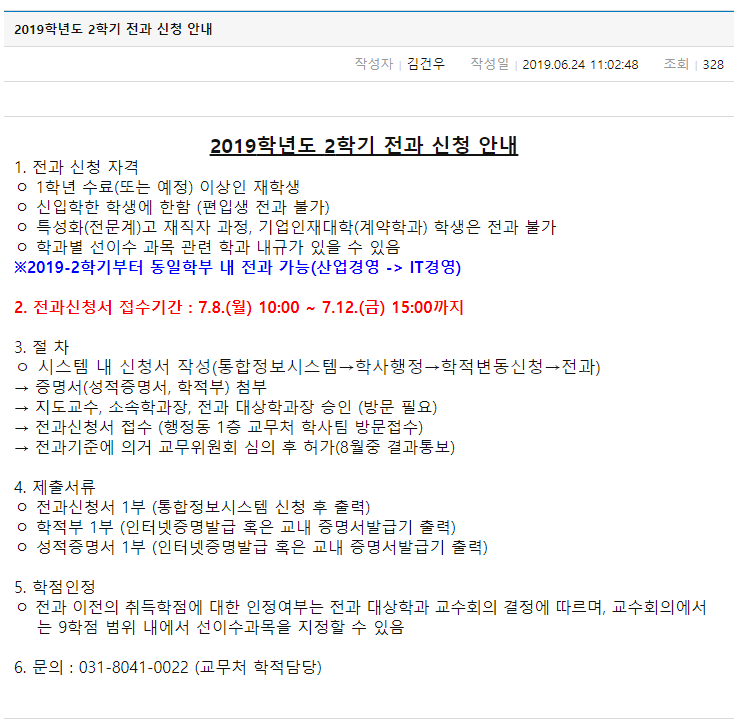 2019학년도 2학기 전과 신청 안내
작성자 | 김건우 작성일 | 2019.06.24 11:02:48 조회 | 328
2019학년도 2학기 전과 신청 안내
1. 전과 신청 자격
ㅇ 1학년 수료(또는 예정) 이상인 재학생
ㅇ 신입학한 학생에 한함 (편입생 전과 불가)
ㅇ 특성화(전문계)고 재직자 과정, 기업인재대학(계약학과) 학생은 전과 불가
ㅇ 학과별 선이수 과목 관련 학과 내규가 있을 수 있음
※2019-2학기부터 동일학부 내 전과 가능(산업경영 -> IT경영)
2. 전과신청서 접수기간 : 7.8.(월) 10:00 ~ 7.12.(금) 15:00까지
3. 절 차
ㅇ 시스템 내 신청서 작성(통합정보시스템→학사행정→학적변동신청→전과)
→ 증명서(성적증명서, 학적부) 첨부
→ 지도교수, 소속학과장, 전과 대상학과장 승인 (방문 필요)
→ 전과신청서 접수 (행정동 1층 교무처 학사팀 방문접수)
→ 전과기준에 의거 교무위원회 심의 후 허가(8월중 결과통보)
4. 제출서류
ㅇ 전과신청서 1부 (통합정보시스템 신청 후 출력)
ㅇ 학적부 1부 (인터넷증명발급 혹은 교내 증명서발급기 출력)
ㅇ 성적증명서 1부 (인터넷증명발급 혹은 교내 증명서발급기 출력)
5. 학점인정
ㅇ 전과 이전의 취득학점에 대한 인정여부는 전과 대상학과 교수회의 결정에 따르며, 교수회의에서
는 9학점 범위 내에서 선이수과목을 지정할 수 있음
6. 문의 : 031-8041-0022 (교무처 학적담당)